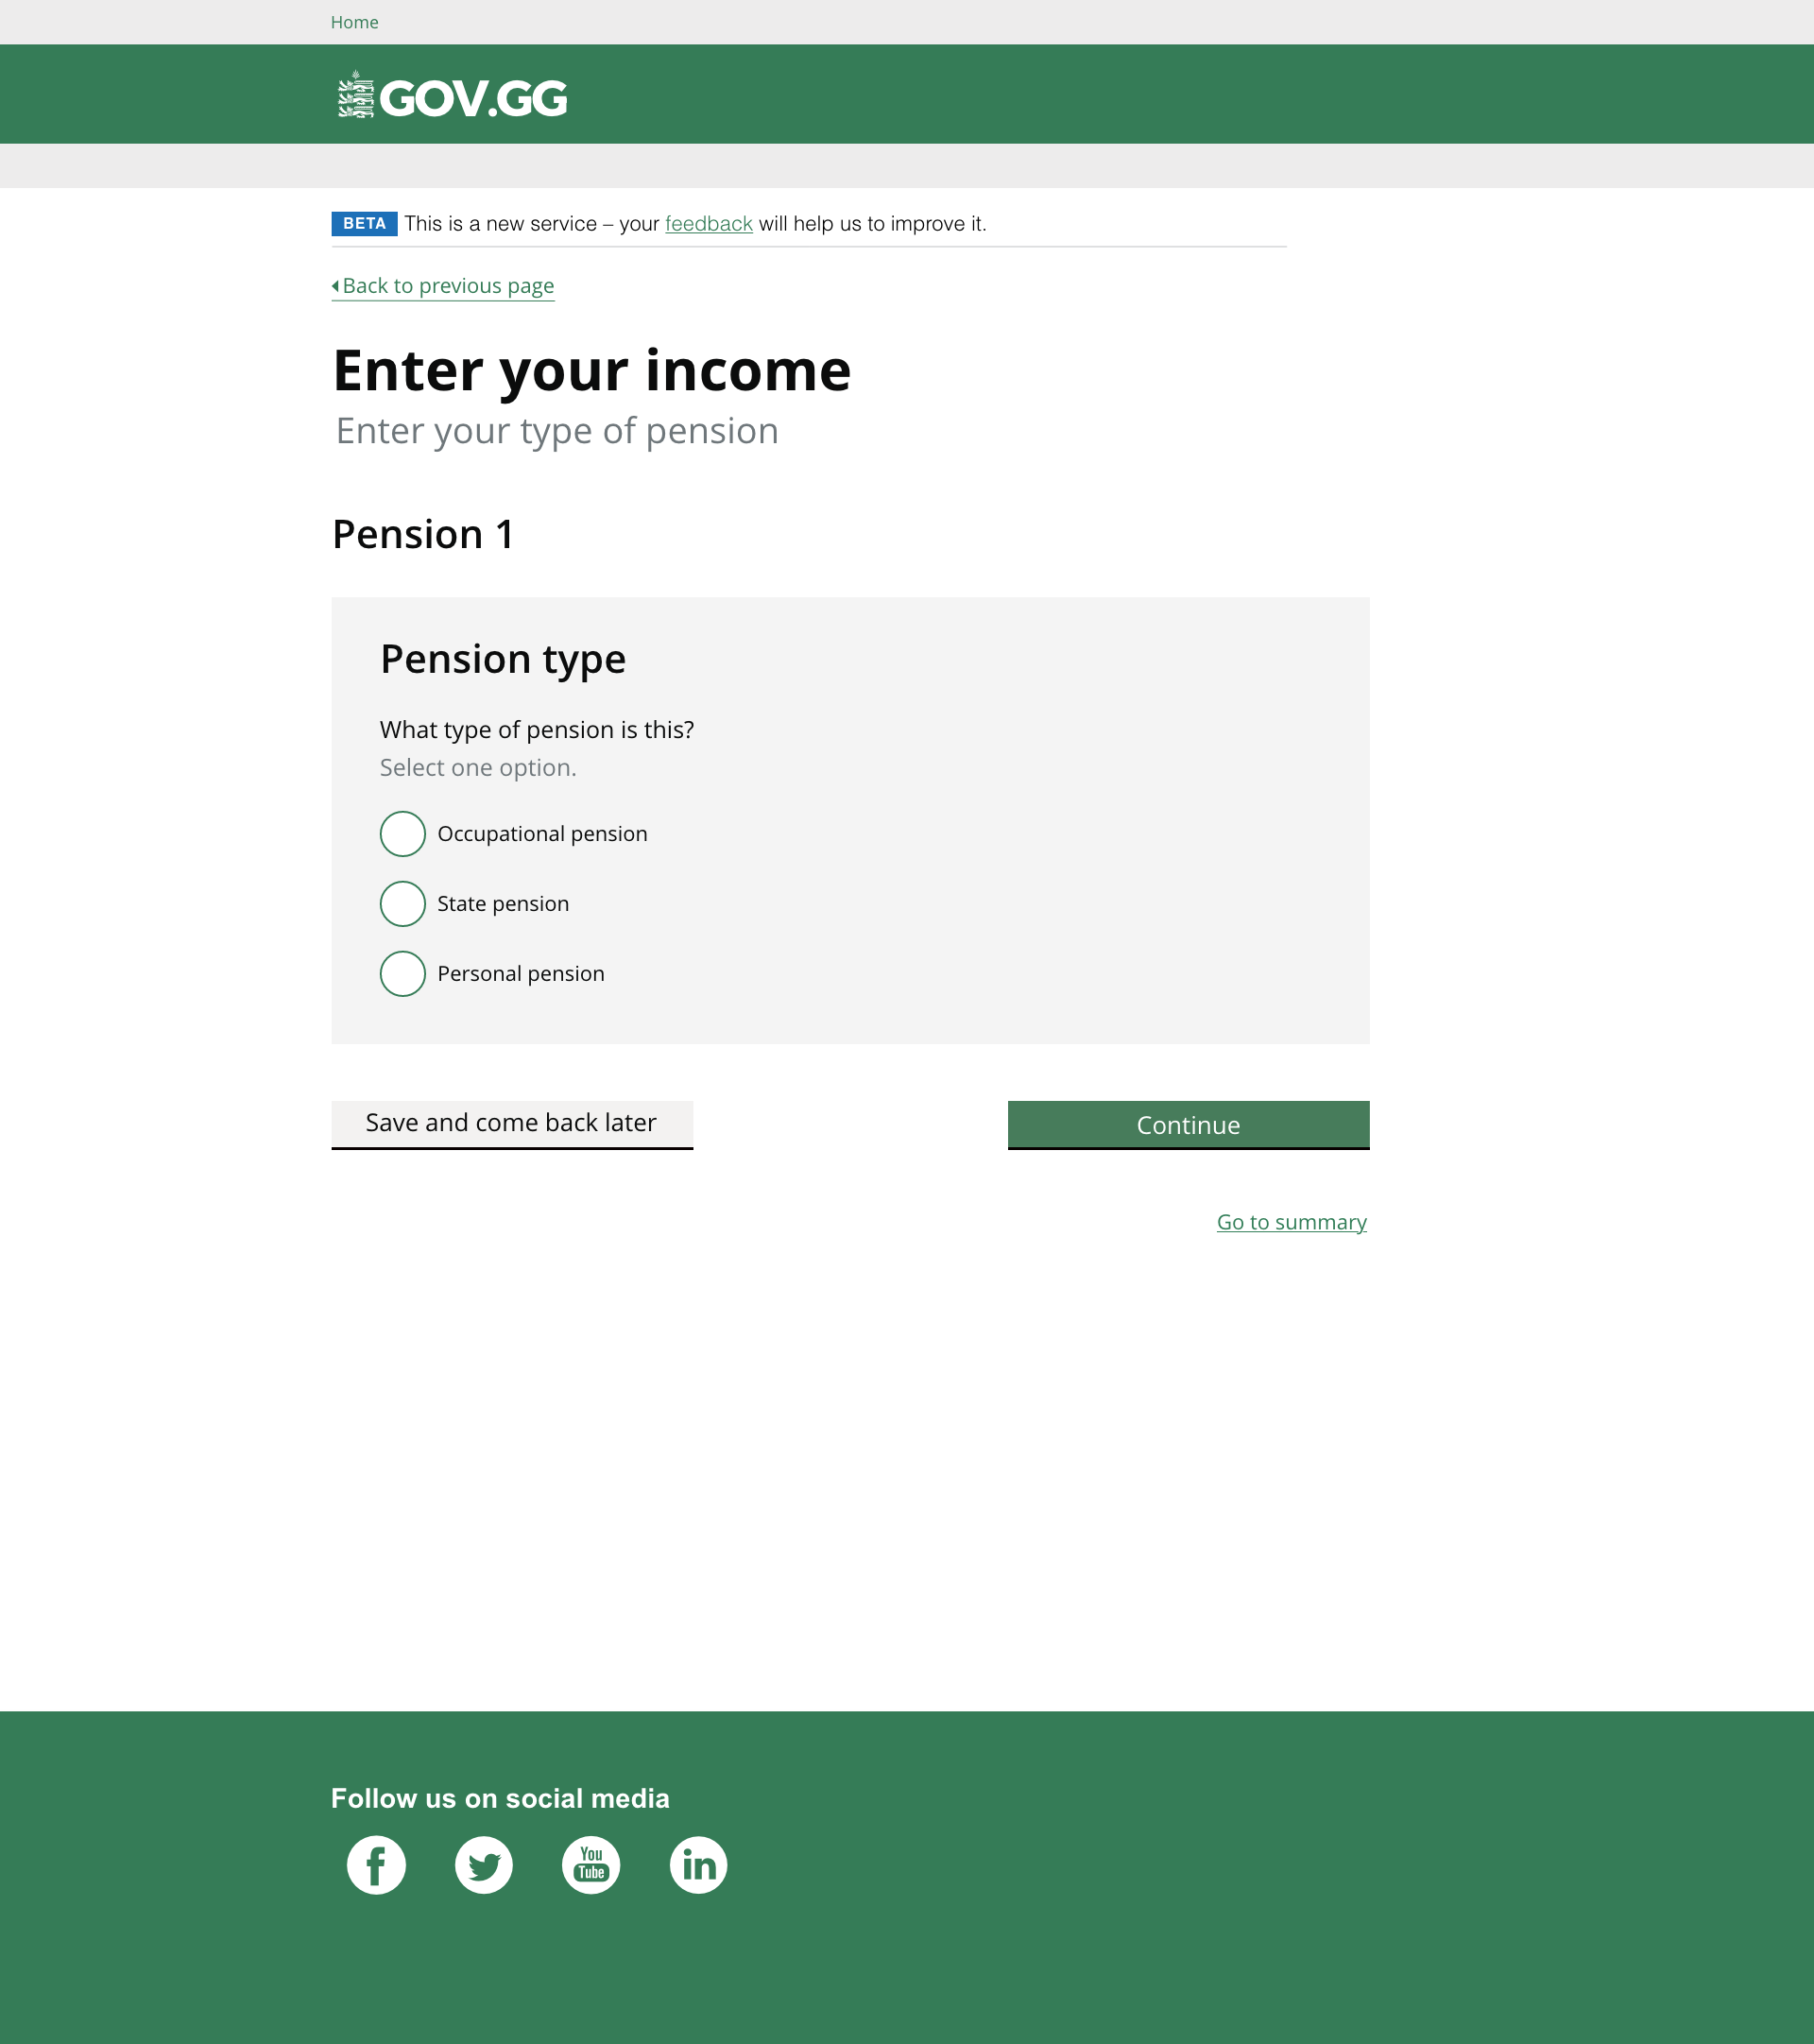 Home
GOV.GG
BETA This is a new service – your feedback will help us to improve it.
Back to previous page
Enter your income
Enter your type of pension
Pension 1
Pension type
What type of pension is this?
Select one option.
Occupational pension
State pension
Personal pension
Save and come back later
Continue
Go to summary
Follow us on social media
You
Tube
in